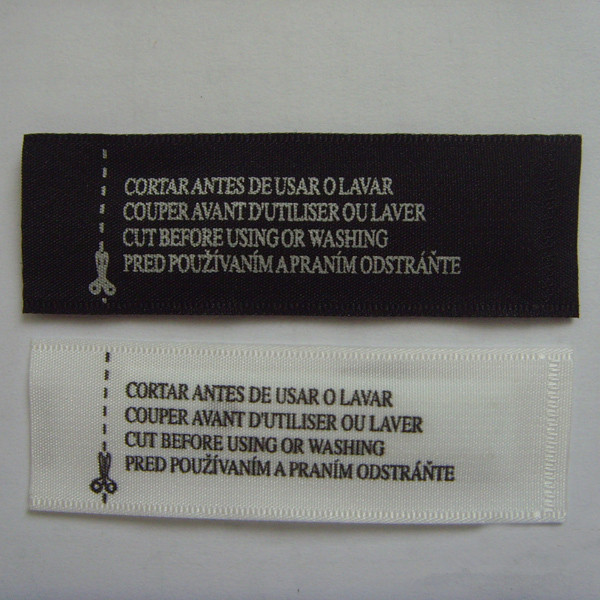 CORTAR ANTES DE USAR O LAVAR
COUPER AVANT D'UTILISER OU LAVER
CUT BEFORE USING OR WASHING
PRED POUŽÍVANÍM A PRANÍM ODSTRÁŇTE
CORTAR ANTES DE USAR O LAVAR
COUPER AVANT D'UTILISER OU LAVER
CUT BEFORE USING OR WASHING
PRED POUŽÍVANÍM A PRANÍM ODSTRÁŇTE